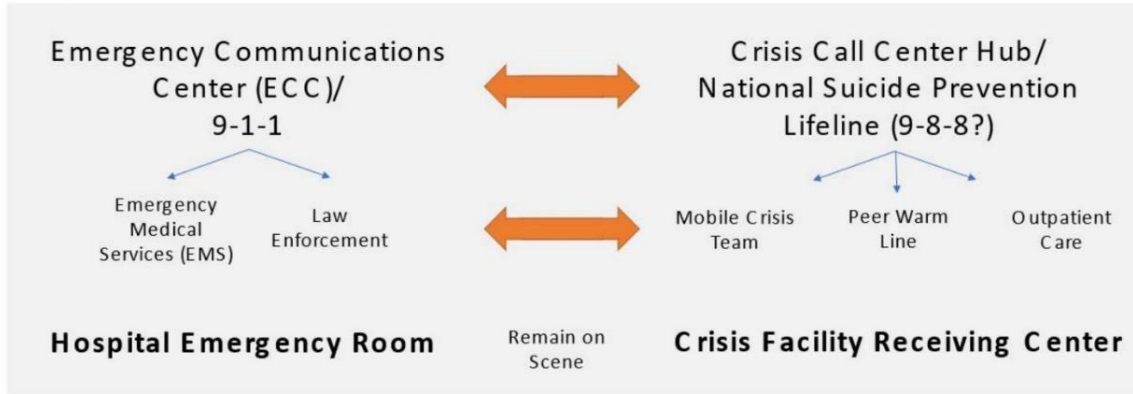 Emergency Communications
Center (ECC)/
9-1-1
Crisis Call Center Hub/
National Suicide Prevention
Lifeline (9-8-8?)
Emergency
Medical
Services (EMS)
Law
Enforcement
Mobile Crisis
Team
Peer Warm
Line
Outpatient
Care
Hospital Emergency Room
Remain on
Scene
Crisis Facility Receiving Center